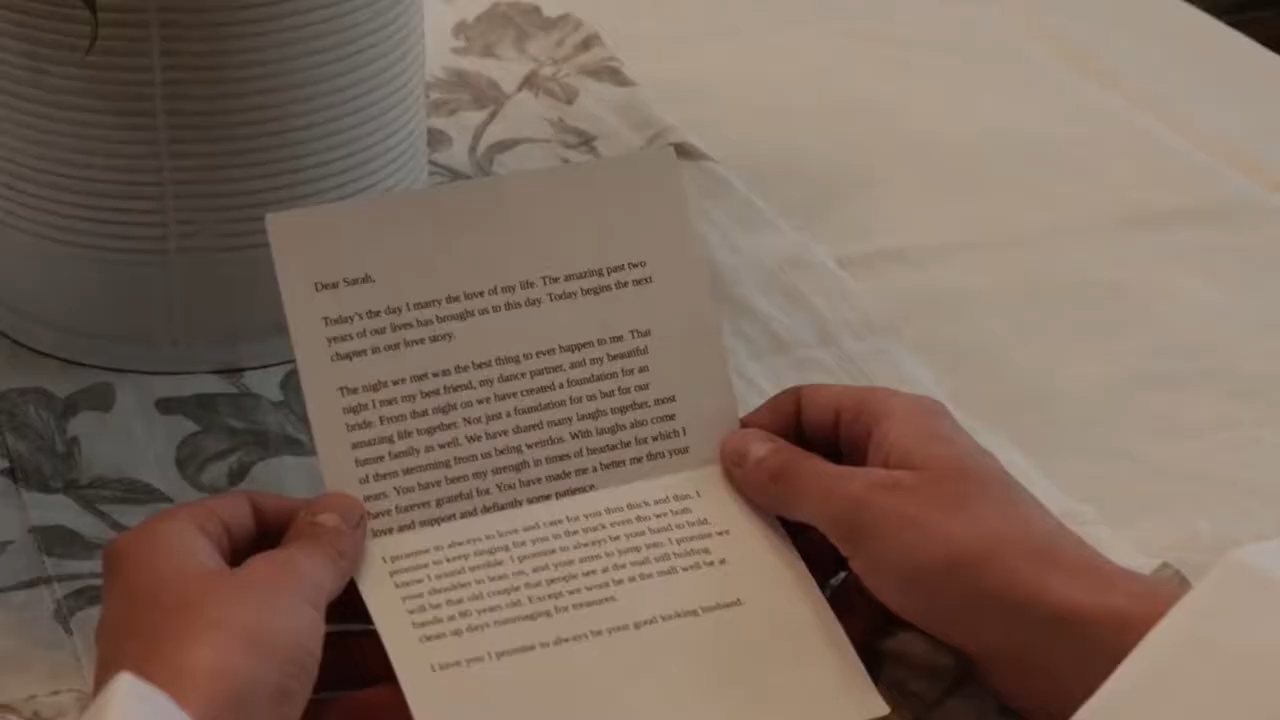 Dear Sarah,
Today's the day I marry the love of my life. The amazing past two
years of our lives has brought us to this day. Today begins the next
chapter in our love story.
The night we met was the best thing to ever happen to me. That
night I met my best friend, my dance partner, and my beautiful
bride. From that night on we have created a foundation for an
amazing life together. Not just a foundation for us but for our
future family as well. We have shared many laughs together, most
of them stemming from us being weirdos. With laughs also come
tears. You have been my strength in times of heartache for which I
have forever grateful for. You have made me a better me thru your
love and support and defiantly some patience.
I promise to always to love and care for you thru thick and thin. I
promise to keep singing for you in the truck even tho we both
know I sound terrible. I promise to always be your hand to hold,
your shoulder to lean on, and your arms to jump into. I promise we
will be that old couple that people see at the mall still holding
hands at 80 years old. Except we wont be at the mall well be at
clean up days rummaging for treasures.
I love you I promise to always be your good looking husband.